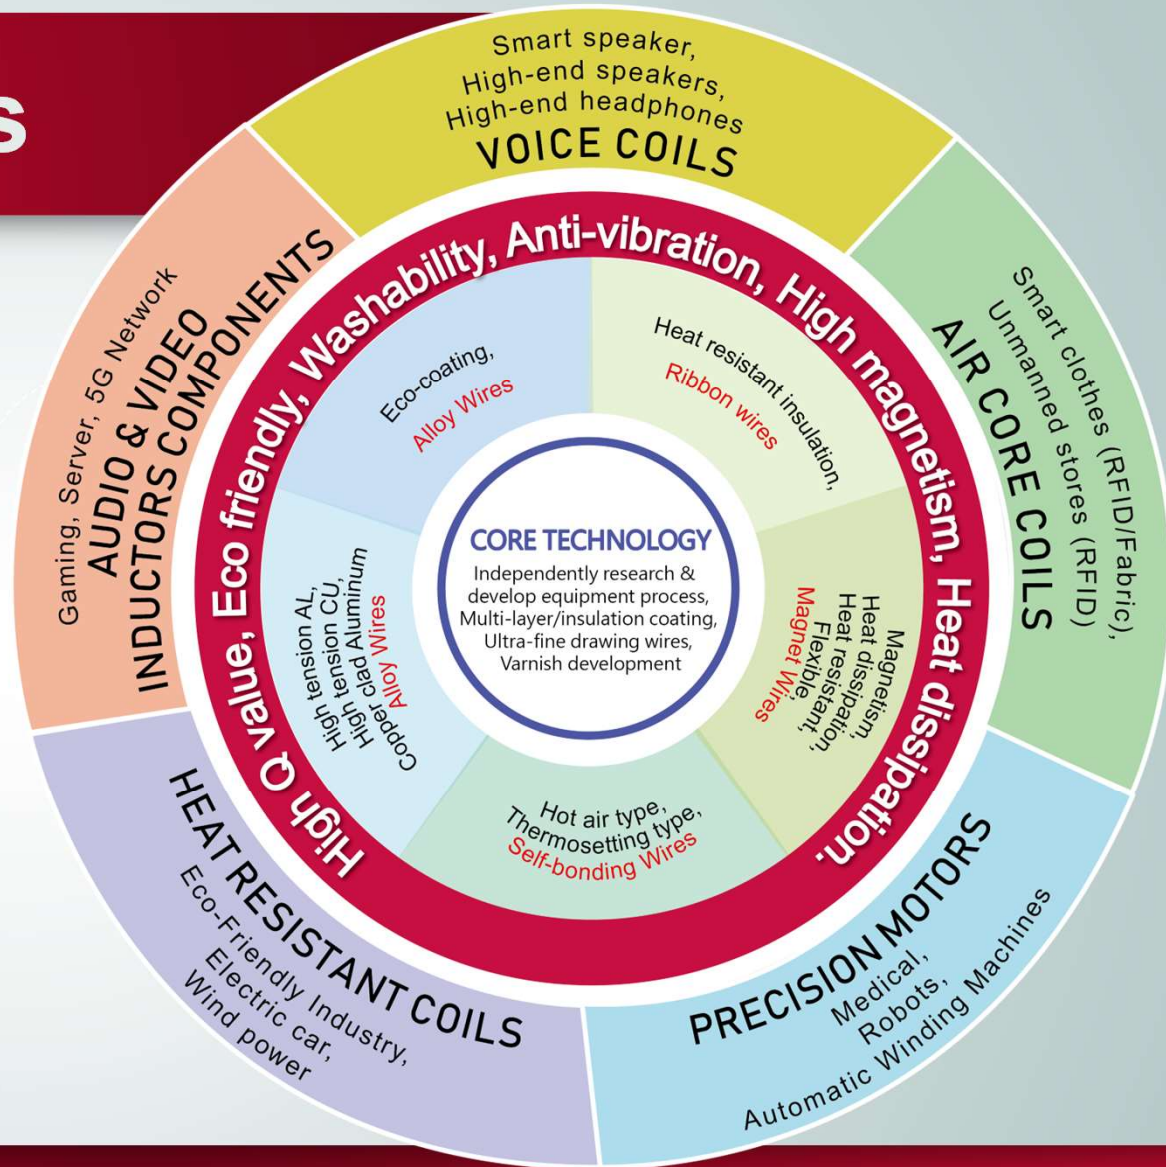 s
Smart speaker,
High-end speakers,
High-end headphones
VOICE COILS
Smart clothes (RFID/Fabric),
Unmanned stores (RFID)
AIR CORE COILS
PRECISION MOTORS
Medical,
Robots,
Automatic Winding Machines
HEAT RESISTANT COILS
Eco-Friendly Industry,
Electric car,
Wind power
Gaming, Server, 5G Network
AUDIO & VIDEO
INDUCTORS COMPONENTS
High Q value, Eco friendly, Washability, Anti-vibration, High magnetism, Heat dissipation.
Eco-coating,
Alloy Wires
Heat resistant insulation,
Ribbon wires
Magnetism,
Heat dissipation,
Heat resistant,
Flexible,
Magnet Wires
Hot air type,
Thermosetting type,
Self-bonding Wires
High tension AL,
High tension CU,
Copper clad Aluminum
Alloy Wires
CORE TECHNOLOGY
Independently research &
develop equipment process,
Multi-layer/insulation coating,
Ultra-fine drawing wires,
Varnish development